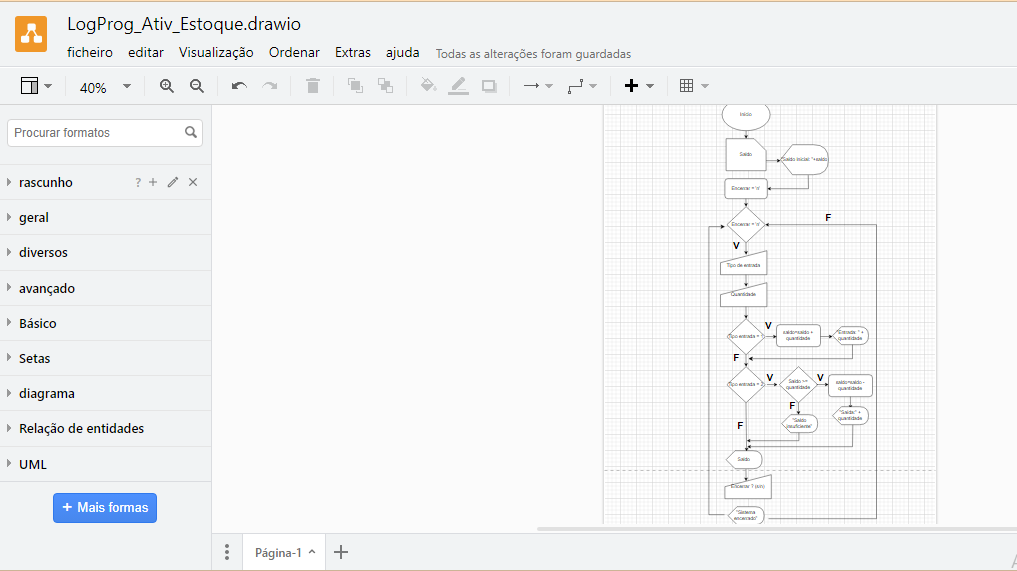 LogProg_Ativ_Estoque.drawio
ficheiro editar Visualização Ordenar Extras ajuda Todas as alterações foram guardadas
40%
Procurar formatos
rascunho ?
geral
diversos
avançado
Básico
Setas
diagrama
Relação de entidades
UML
+ Mais formas
Página-1
Início
Saldo
Saldo Inicial: "+saldo
Encerrar ='n'
Encerrar = 'n'
F
V
Tipo de entrada
Quantidade
Tipo entrada = 1
V
saldo=saldo +
quantidade
"Entrada: " +
quantidade
F
Tipo entrada = 2
V
Saldo >=
quantidade
V
saldo=saldo -
quantidade
F
"Saldo
insuficiente"
"Saída:" +
quantidade
F
Saldo
Encerrar ? (s/n)
"Sistema
encerrado"